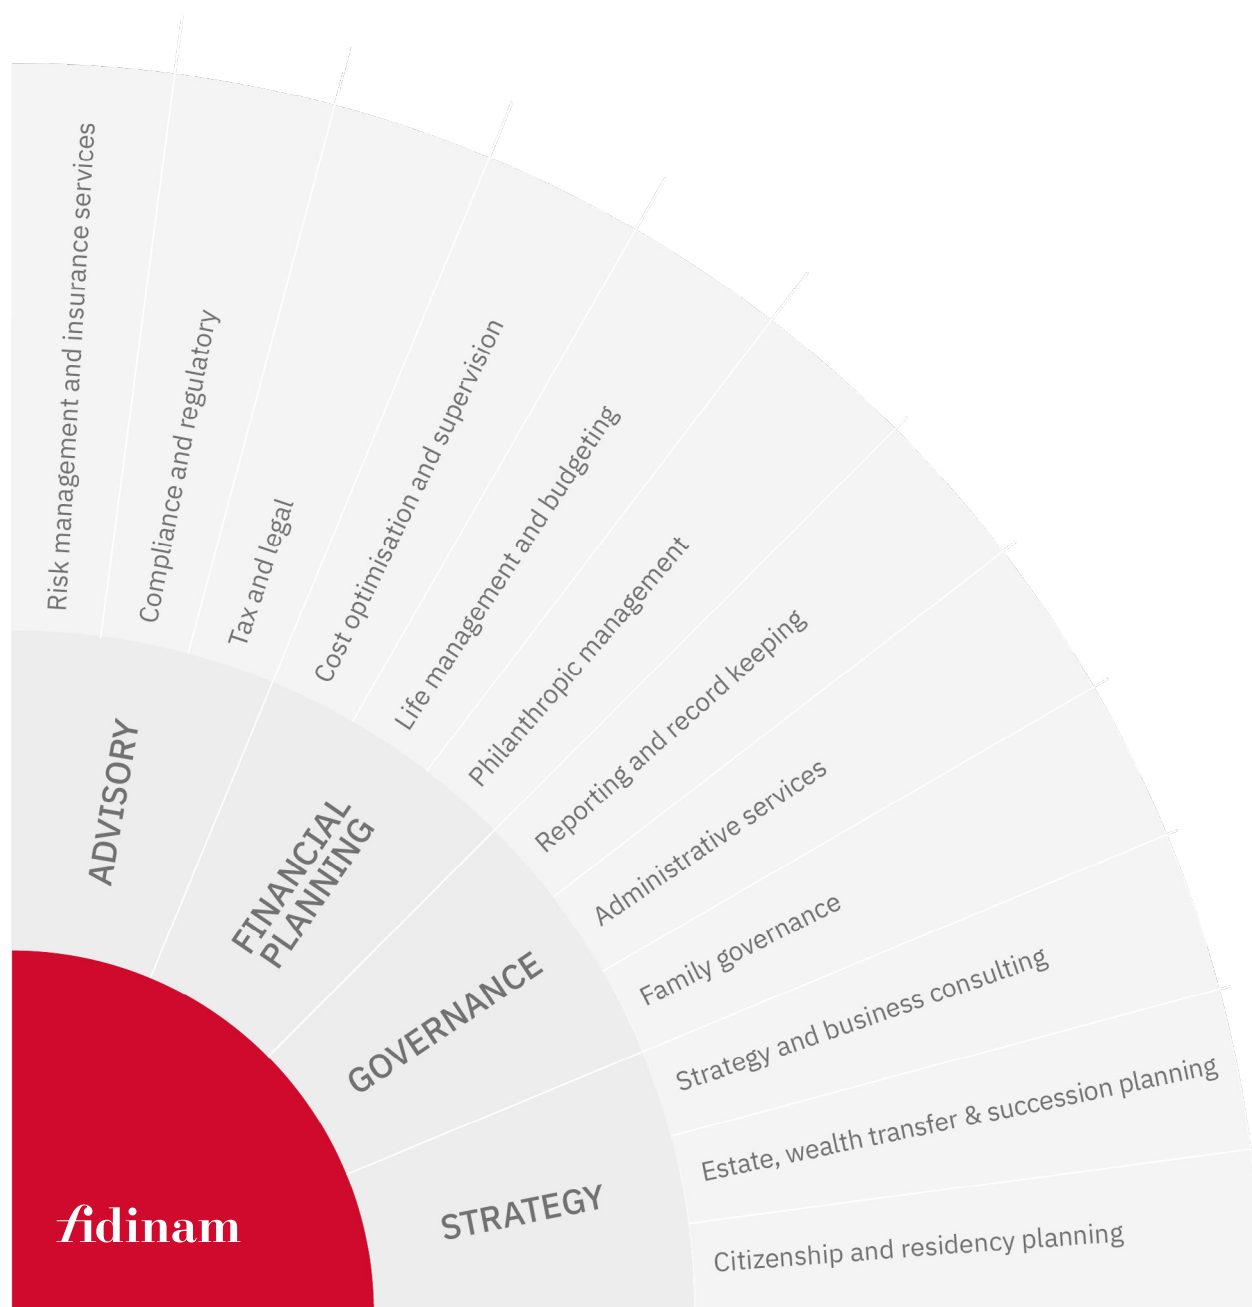 Risk management and insurance services
Compliance and regulatory
Tax and legal
Cost optimisation and supervision
Life management and budgeting
Philanthropic management
Reporting and record keeping
Administrative services
Family governance
Strategy and business consulting
Estate, wealth transfer & succession planning
Citizenship and residency planning
ADVISORY
FINANCIAL
PLANNING
GOVERNANCE
STRATEGY
fidinam